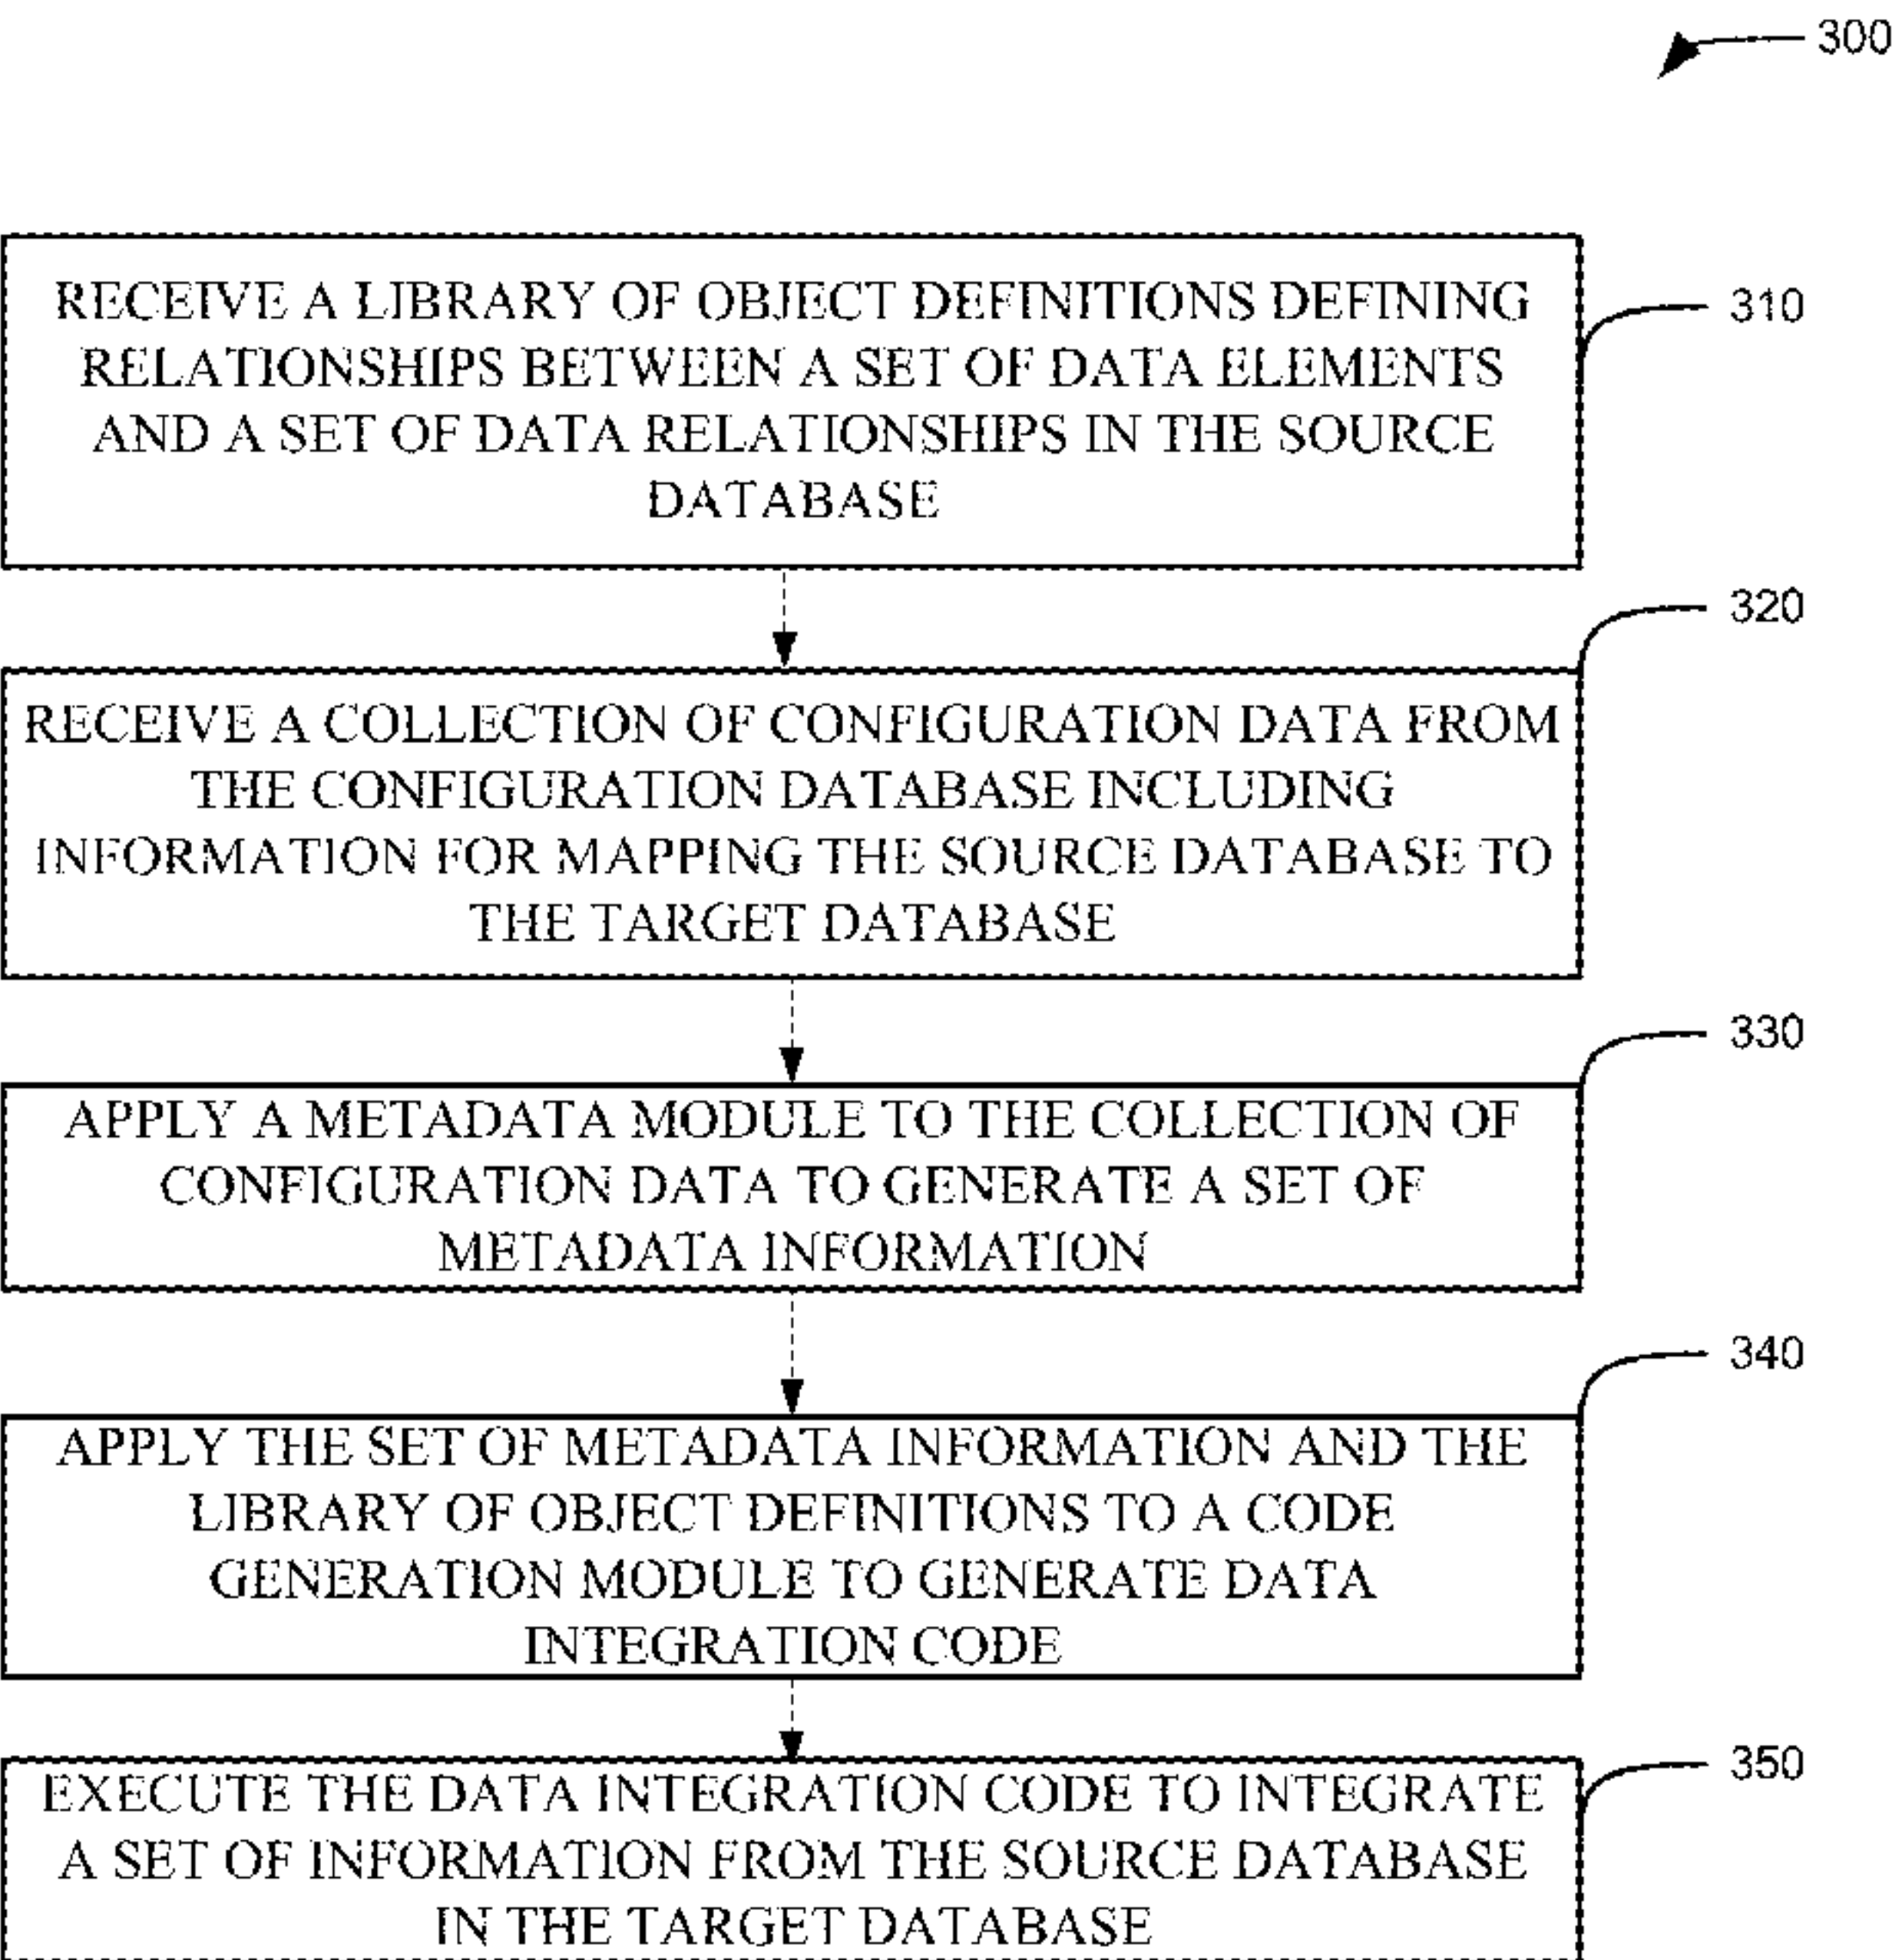 300
RECEIVE A LIBRARY OF OBJECT DEFINITIONS DEFINING
RELATIONSHIPS BETWEEN A SET OF DATA ELEMENTS
AND A SET OF DATA RELATIONSHIPS IN THE SOURCE
DATABASE
310
RECEIVE A COLLECTION OF CONFIGURATION DATA FROM
THE CONFIGURATION DATABASE INCLUDING
INFORMATION FOR MAPPING THE SOURCE DATABASE TO
THE TARGET DATABASE
320
APPLY A METADATA MODULE TO THE COLLECTION OF
CONFIGURATION DATA TO GENERATE A SET OF
METADATA INFORMATION
330
APPLY THE SET OF METADATA INFORMATION AND THE
LIBRARY OF OBJECT DEFINITIONS TO A CODE
GENERATION MODULE TO GENERATE DATA
INTEGRATION CODE
340
EXECUTE THE DATA INTEGRATION CODE TO INTEGRATE
A SET OF INFORMATION FROM THE SOURCE DATABASE
IN THE TARGET DATABASE
350